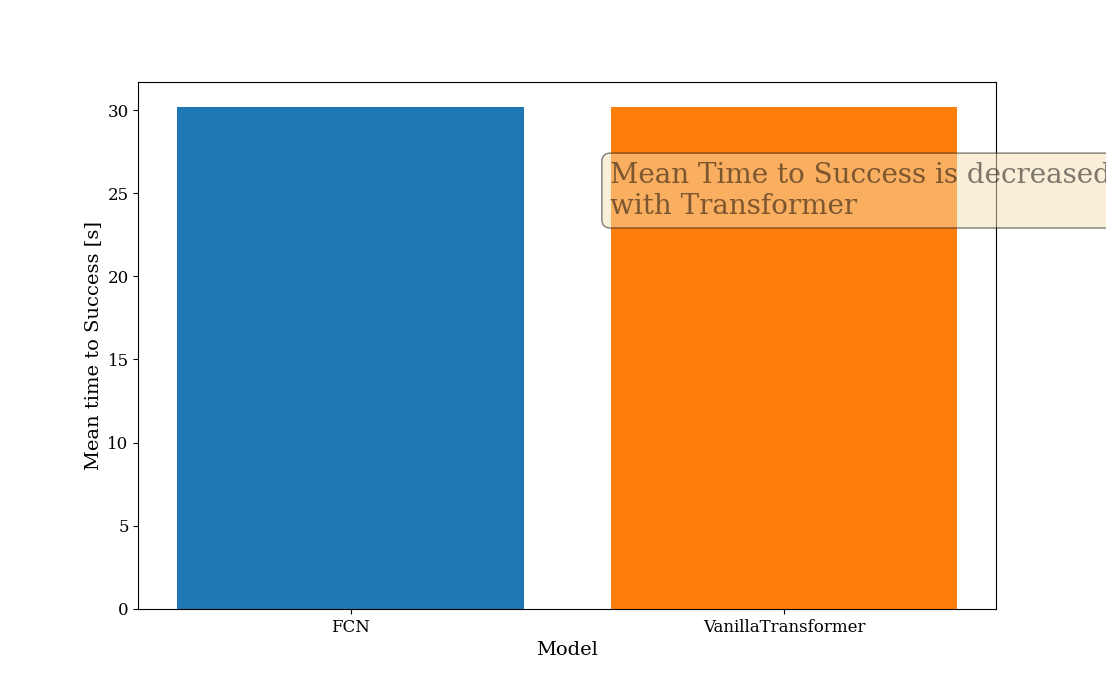 30
25
20
15
10
5
0
Mean time to Success [s]
Mean Time to Success is decreased
with Transformer
FCN
VanillaTransformer
Model